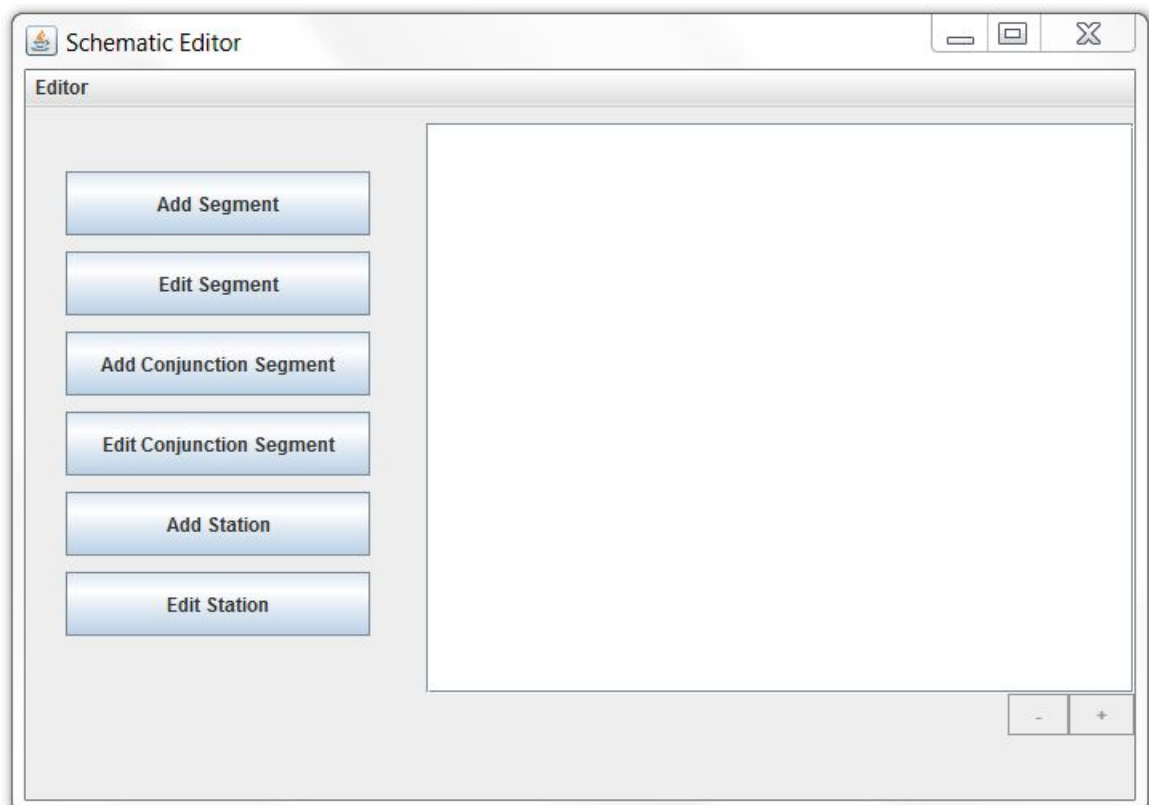 Schematic Editor
Editor
Add Segment
Edit Segment
Add Conjunction Segment
Edit Conjunction Segment
Add Station
Edit Station
- +